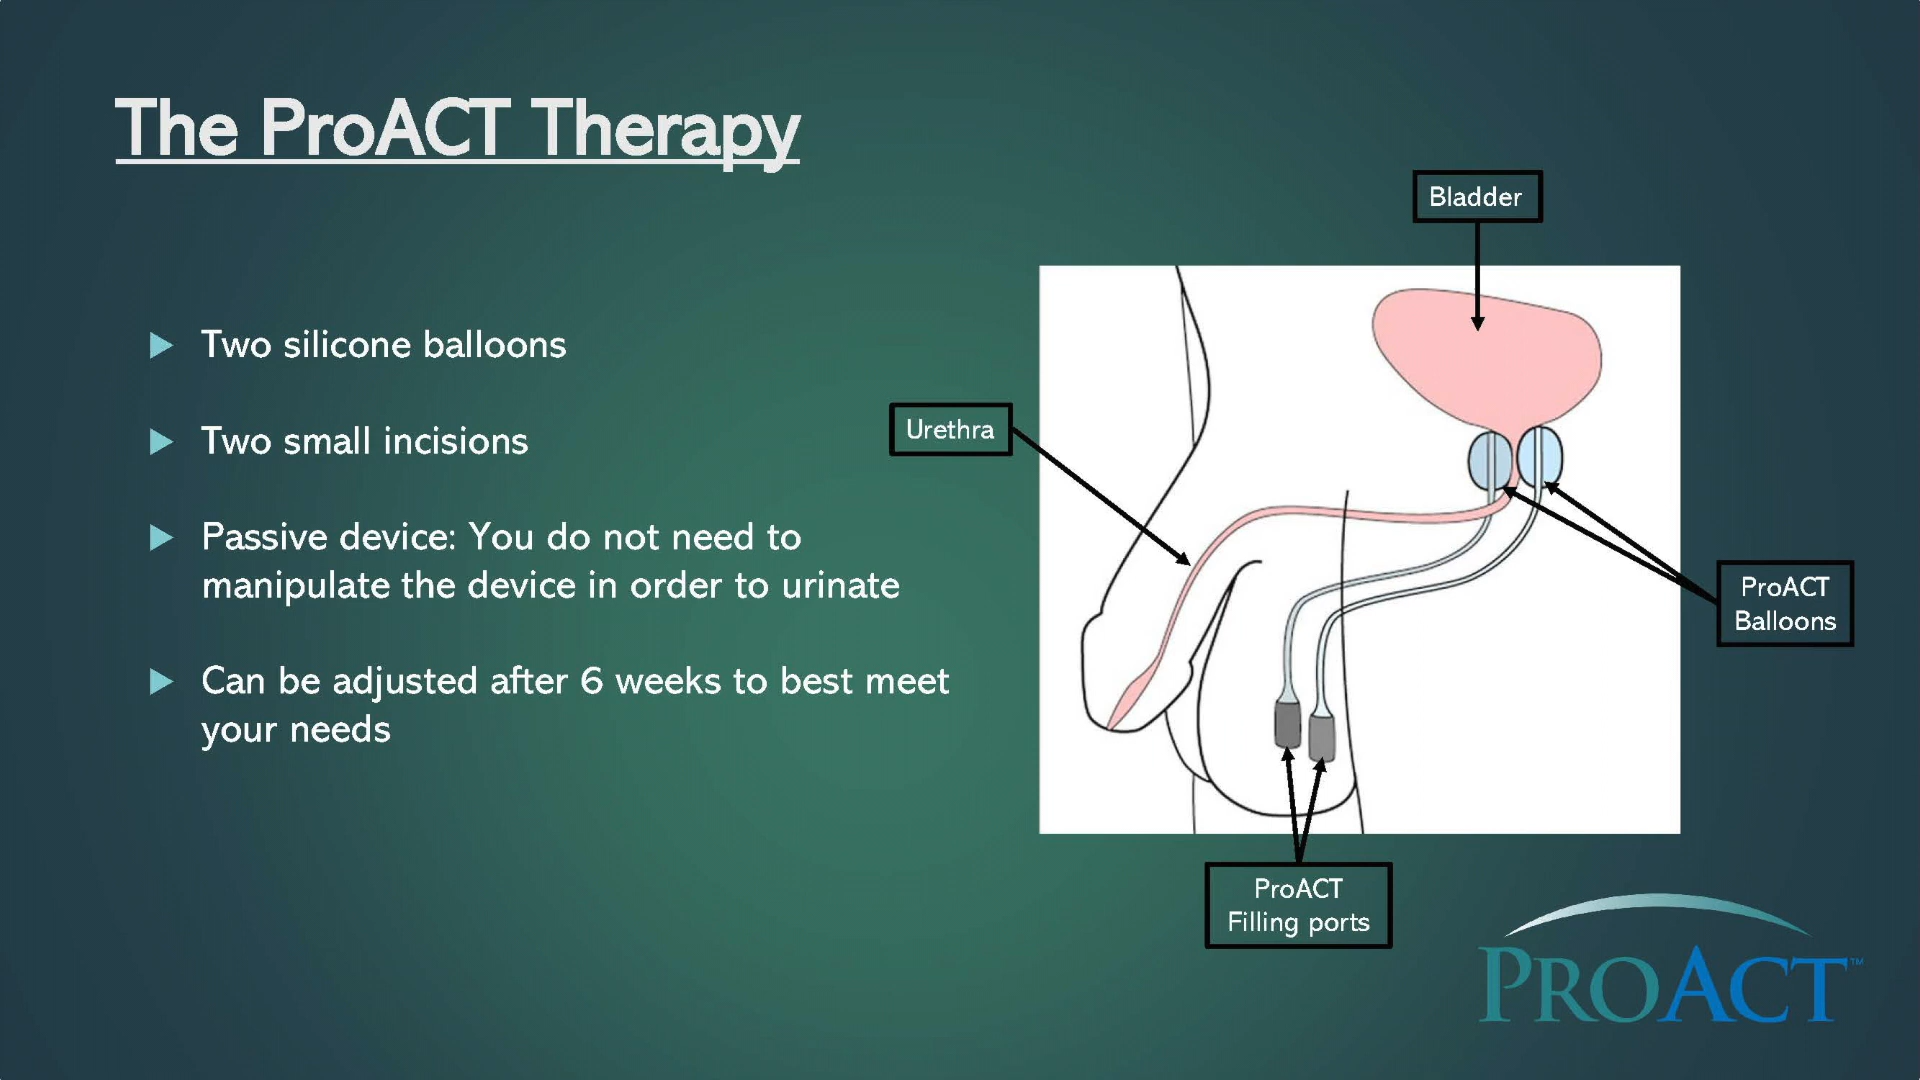 The ProACT Therapy
Two silicone balloons
Two small incisions
Passive device: You do not need to
manipulate the device in order to urinate
Can be adjusted after 6 weeks to best meet
your needs
Bladder
Urethra
ProACT
Balloons
ProACT
Filling ports
PROACT™